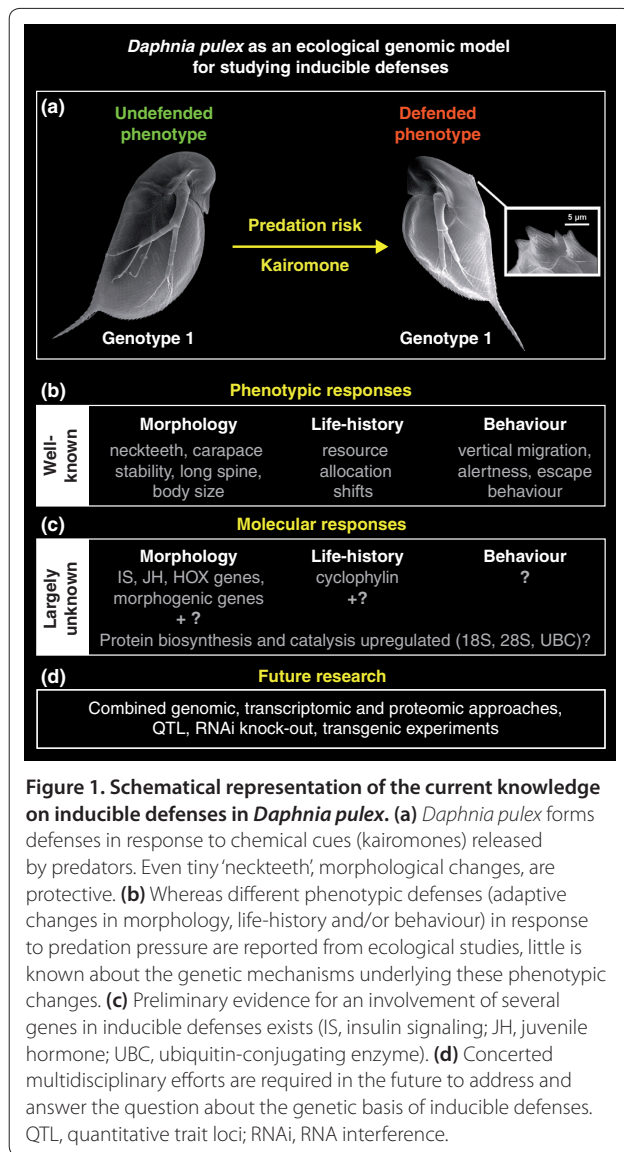 Daphnia pulex as an ecological genomic model
for studying inducible defenses
(a)
Undefended
phenotype
Defended
phenotype
Predation risk
Kairomone
5 µm
Genotype 1
Genotype 1
(b)
Phenotypic responses
Well-
known
Morphology
neckteeth, carapace
stability, long spine,
body size
Life-history
resource
allocation
shifts
Behaviour
vertical migration,
alertness, escape
behaviour
(c)
Molecular responses
Largely
unknown
Morphology
IS, JH, HOX genes,
morphogenic genes
+ ?
Life-history
cyclophylin
+?
Behaviour
?
Protein biosynthesis and catalysis upregulated (18S, 28S, UBC)?
(d)
Future research
Combined genomic, transcriptomic and proteomic approaches,
QTL, RNAi knock-out, transgenic experiments
Figure 1. Schematical representation of the current knowledge
on inducible defenses in Daphnia pulex. (a) Daphnia pulex forms
defenses in response to chemical cues (kairomones) released
by predators. Even tiny 'neckteeth', morphological changes, are
protective. (b) Whereas different phenotypic defenses (adaptive
changes in morphology, life-history and/or behaviour) in response
to predation pressure are reported from ecological studies, little is
known about the genetic mechanisms underlying these phenotypic
changes. (c) Preliminary evidence for an involvement of several
genes in inducible defenses exists (IS, insulin signaling; JH, juvenile
hormone; UBC, ubiquitin-conjugating enzyme). (d) Concerted
multidisciplinary efforts are required in the future to address and
answer the question about the genetic basis of inducible defenses.
QTL, quantitative trait loci; RNAi, RNA interference.